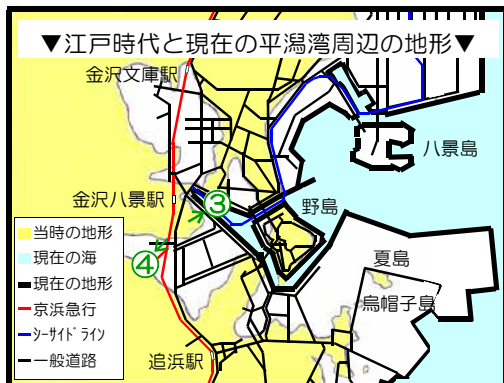 ▼江戸時代と現在の平潟湾周辺の地形▼
金沢文庫駅
八景島
金沢八景駅
③
野島
当時の地形
現在の海
④
夏島
現在の地形
烏帽子島
京浜急行
ｼｰｻｲﾄﾞﾗｲﾝ
一般道路
追浜駅